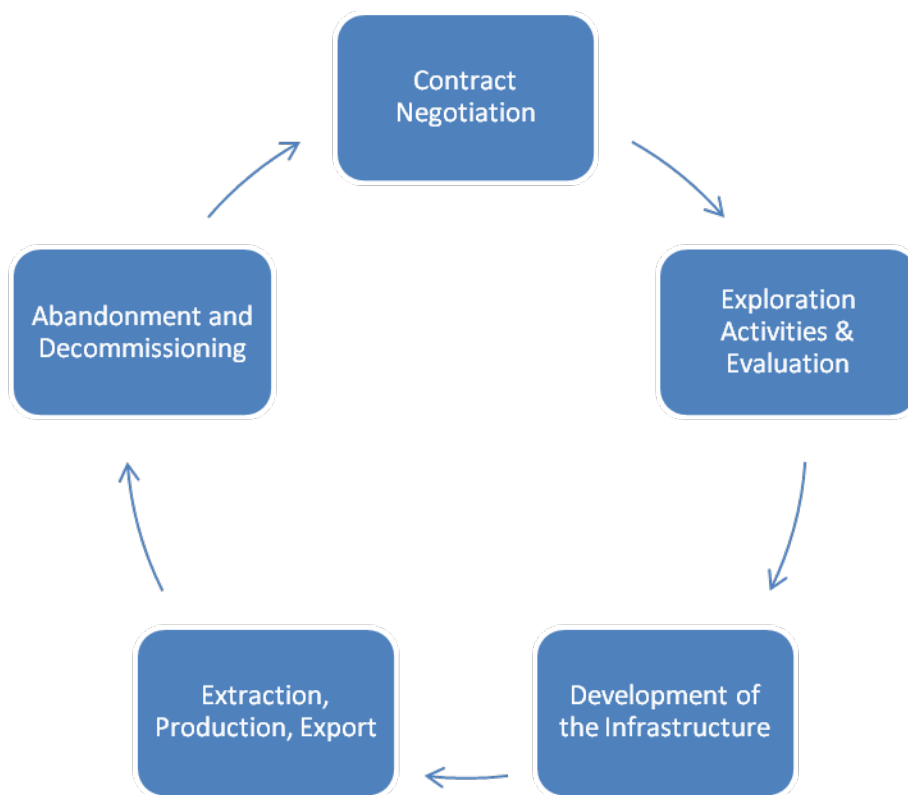 Contract
Negotiation
Exploration
Activities &
Evaluation
Development of
the Infrastructure
Extraction,
Production, Export
Abandonment and
Decommissioning